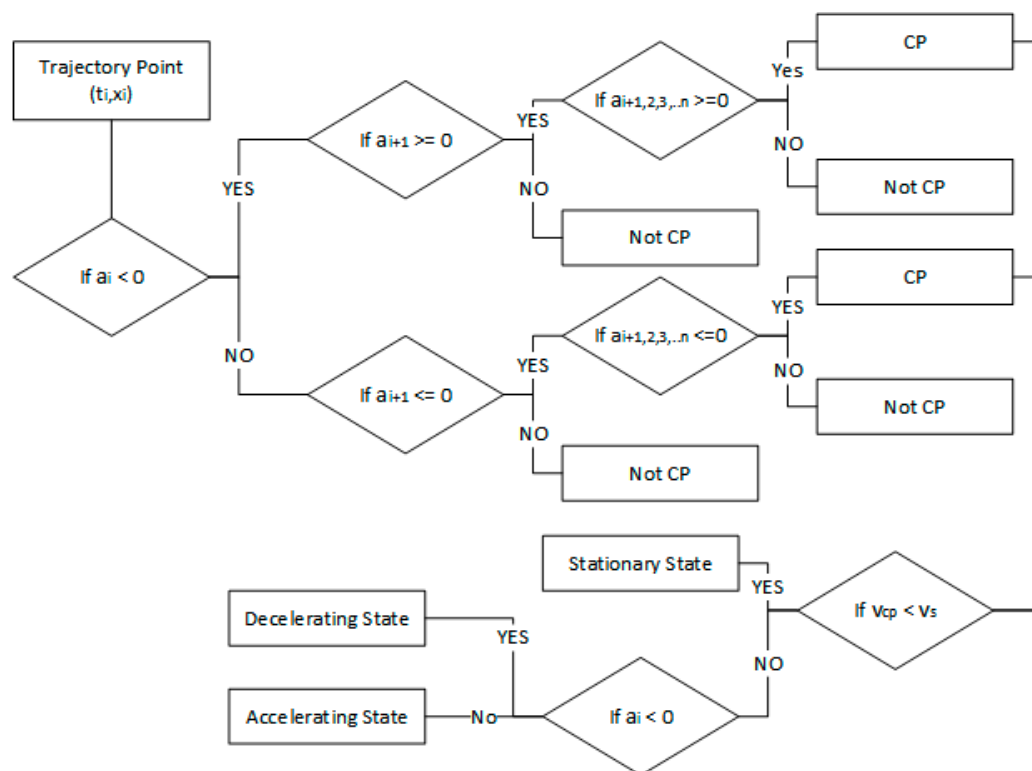 Trajectory Point
(ti,xi)
If ai < 0
YES
NO
If ai+1 >= 0
YES
NO
If ai+1,2,3,..n >=0
Yes
NO
CP
Not CP
Not CP
If ai+1 <= 0
YES
NO
If ai+1,2,3,..n <=0
YES
NO
CP
Not CP
Not CP
If vcp < vs
YES
NO
Stationary State
If ai < 0
YES
No
Decelerating State
Accelerating State